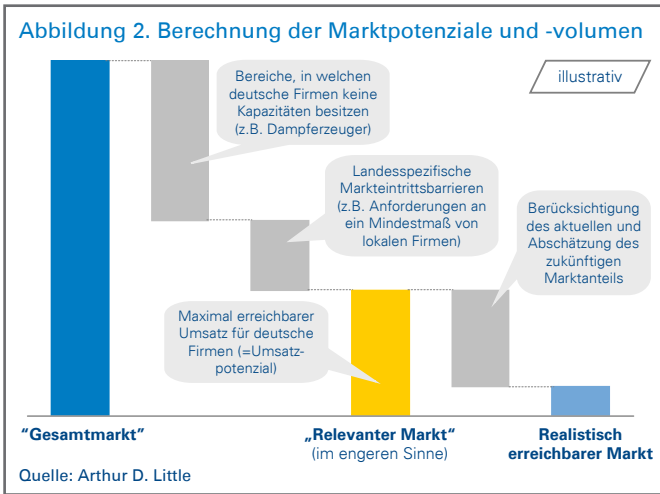 Abbildung 2. Berechnung der Marktpotenziale und -volumen
illustrativ
Bereiche, in welchen
deutsche Firmen keine
Kapazitäten besitzen
(z.B. Dampferzeuger)
Landesspezifische
Markteintrittsbarrieren
(z.B. Anforderungen an
ein Mindestmaß von
lokalen Firmen)
Berücksichtigung
des aktuellen und
Abschätzung des
zukünftigen
Marktanteils
Maximal erreichbarer
Umsatz für deutsche
Firmen (=Umsatz-
potenzial)
"Gesamtmarkt"
„Relevanter Markt"
(im engeren Sinne)
Realistisch
erreichbarer Markt
Quelle: Arthur D. Little